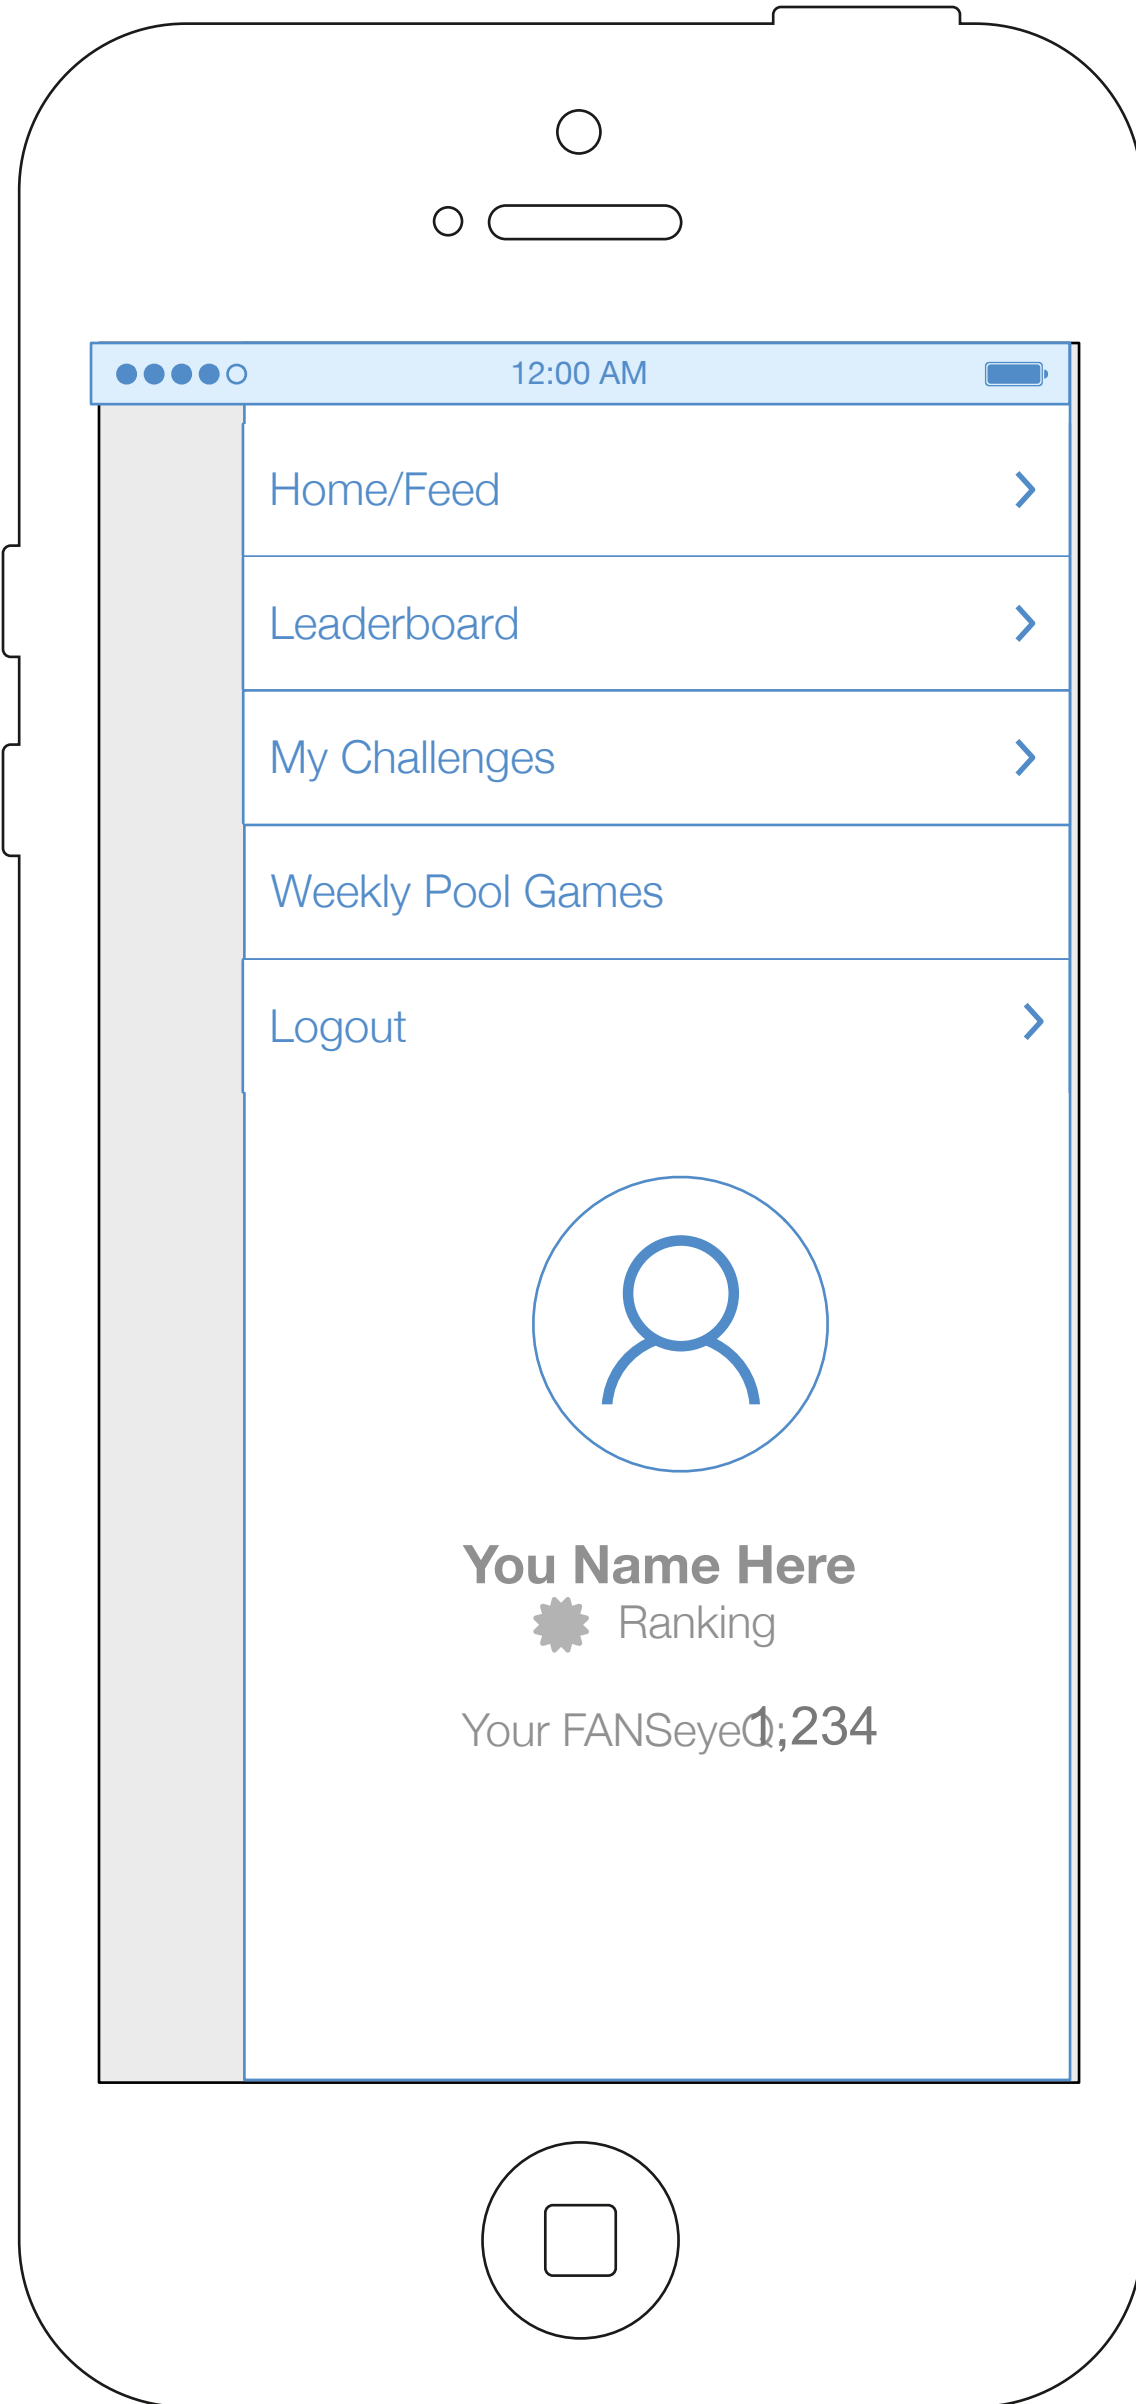 12:00 AM
Home/Feed
Leaderboard
My Challenges
Weekly Pool Games
Logout
You Name Here
Ranking
Your FANSeyeQ: 1,234